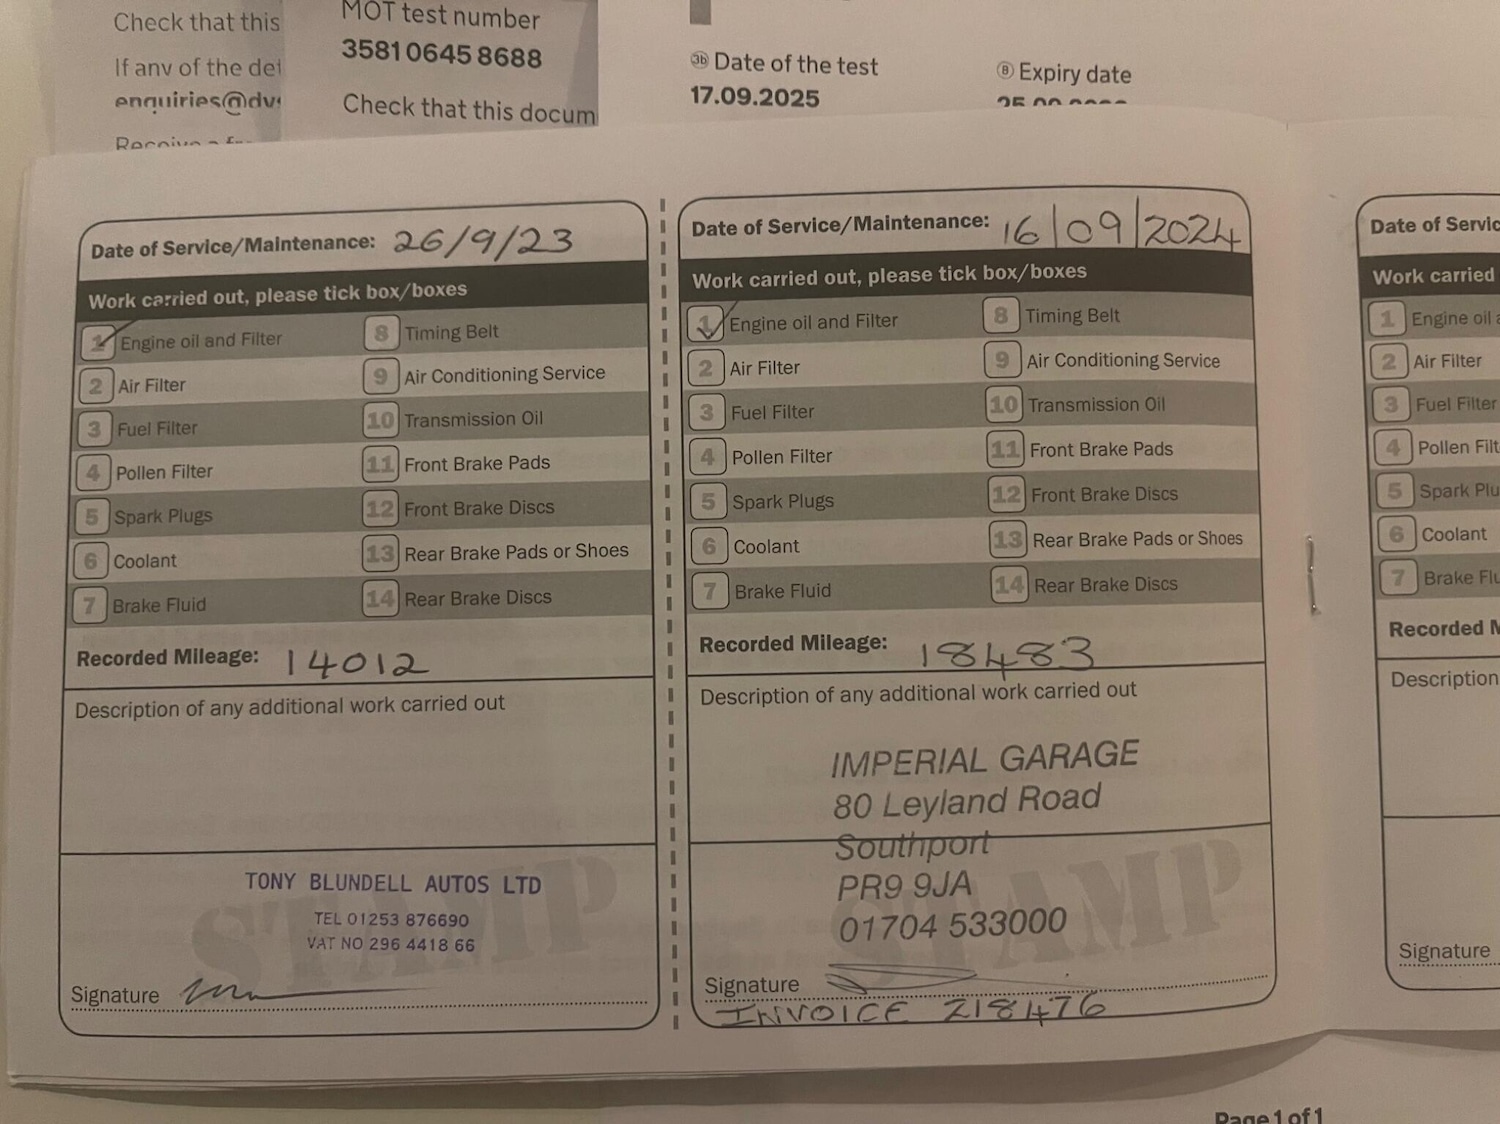 Check that this
If any of the det
enquiries@dv
MOT test number
3581 0645 8688
Check that this docum
3b Date of the test
17.09.2025
8 Expiry date
Date of Service/Maintenance: 26/9/23
Work carried out, please tick box/boxes
1 Engine oil and Filter
2 Air Filter
3 Fuel Filter
4 Pollen Filter
5 Spark Plugs
6 Coolant
7 Brake Fluid
8 Timing Belt
9 Air Conditioning Service
10 Transmission Oil
11 Front Brake Pads
12 Front Brake Discs
13 Rear Brake Pads or Shoes
14 Rear Brake Discs
Recorded Mileage: 14012
Description of any additional work carried out
STAMP
TONY BLUNDELL AUTOS LTD
TEL 01253 876690
VAT NO 296 4418 66
Signature
Date of Service/Maintenance: 16/09/2024
Work carried out, please tick box/boxes
1 Engine oil and Filter
2 Air Filter
3 Fuel Filter
4 Pollen Filter
5 Spark Plugs
6 Coolant
7 Brake Fluid
8 Timing Belt
9 Air Conditioning Service
10 Transmission Oil
11 Front Brake Pads
12 Front Brake Discs
13 Rear Brake Pads or Shoes
14 Rear Brake Discs
Recorded Mileage: 18483
Description of any additional work carried out
IMPERIAL GARAGE
80 Leyland Road
Southport
PR9 9JA
01704 533000
STAMP
Signature
INVOICE 218476
Date of Servic
Work carried
1 Engine oil a
2 Air Filter
3 Fuel Filter
4 Pollen Filt
5 Spark Plu
6 Coolant
7 Brake Flu
Recorded M
Description
Signature
Page 1 of 1